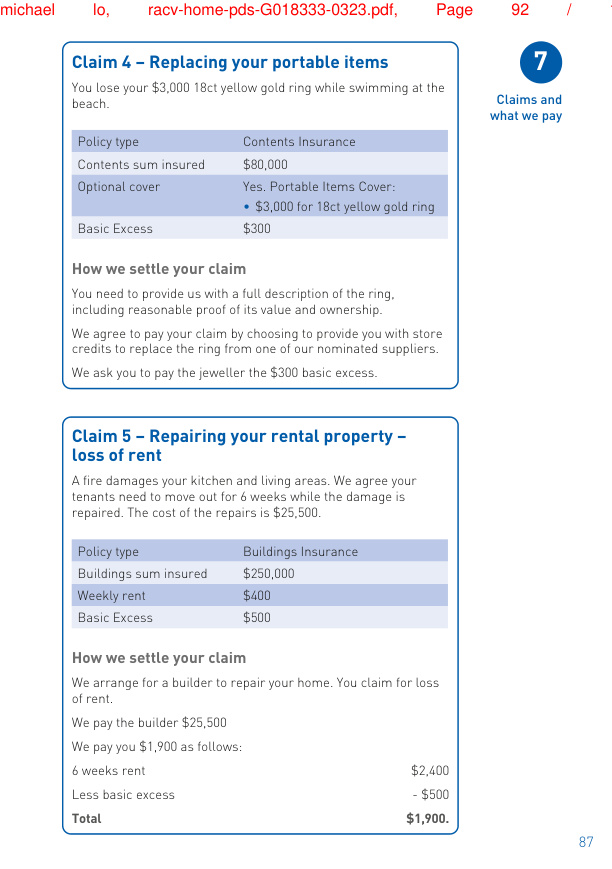 michael lo, racv-home-pds-G018333-0323.pdf, Page 92 /
Claim 4 – Replacing your portable items
You lose your $3,000 18ct yellow gold ring while swimming at the
beach.
Policy type Contents Insurance
Contents sum insured $80,000
Optional cover Yes. Portable Items Cover:
• $3,000 for 18ct yellow gold ring
Basic Excess $300
How we settle your claim
You need to provide us with a full description of the ring,
including reasonable proof of its value and ownership.
We agree to pay your claim by choosing to provide you with store
credits to replace the ring from one of our nominated suppliers.
We ask you to pay the jeweller the $300 basic excess.
7
Claims and
what we pay
Claim 5 – Repairing your rental property –
loss of rent
A fire damages your kitchen and living areas. We agree your
tenants need to move out for 6 weeks while the damage is
repaired. The cost of the repairs is $25,500.
Policy type Buildings Insurance
Buildings sum insured $250,000
Weekly rent $400
Basic Excess $500
How we settle your claim
We arrange for a builder to repair your home. You claim for loss
of rent.
We pay the builder $25,500
We pay you $1,900 as follows:
6 weeks rent $2,400
Less basic excess - $500
Total $1,900.
87